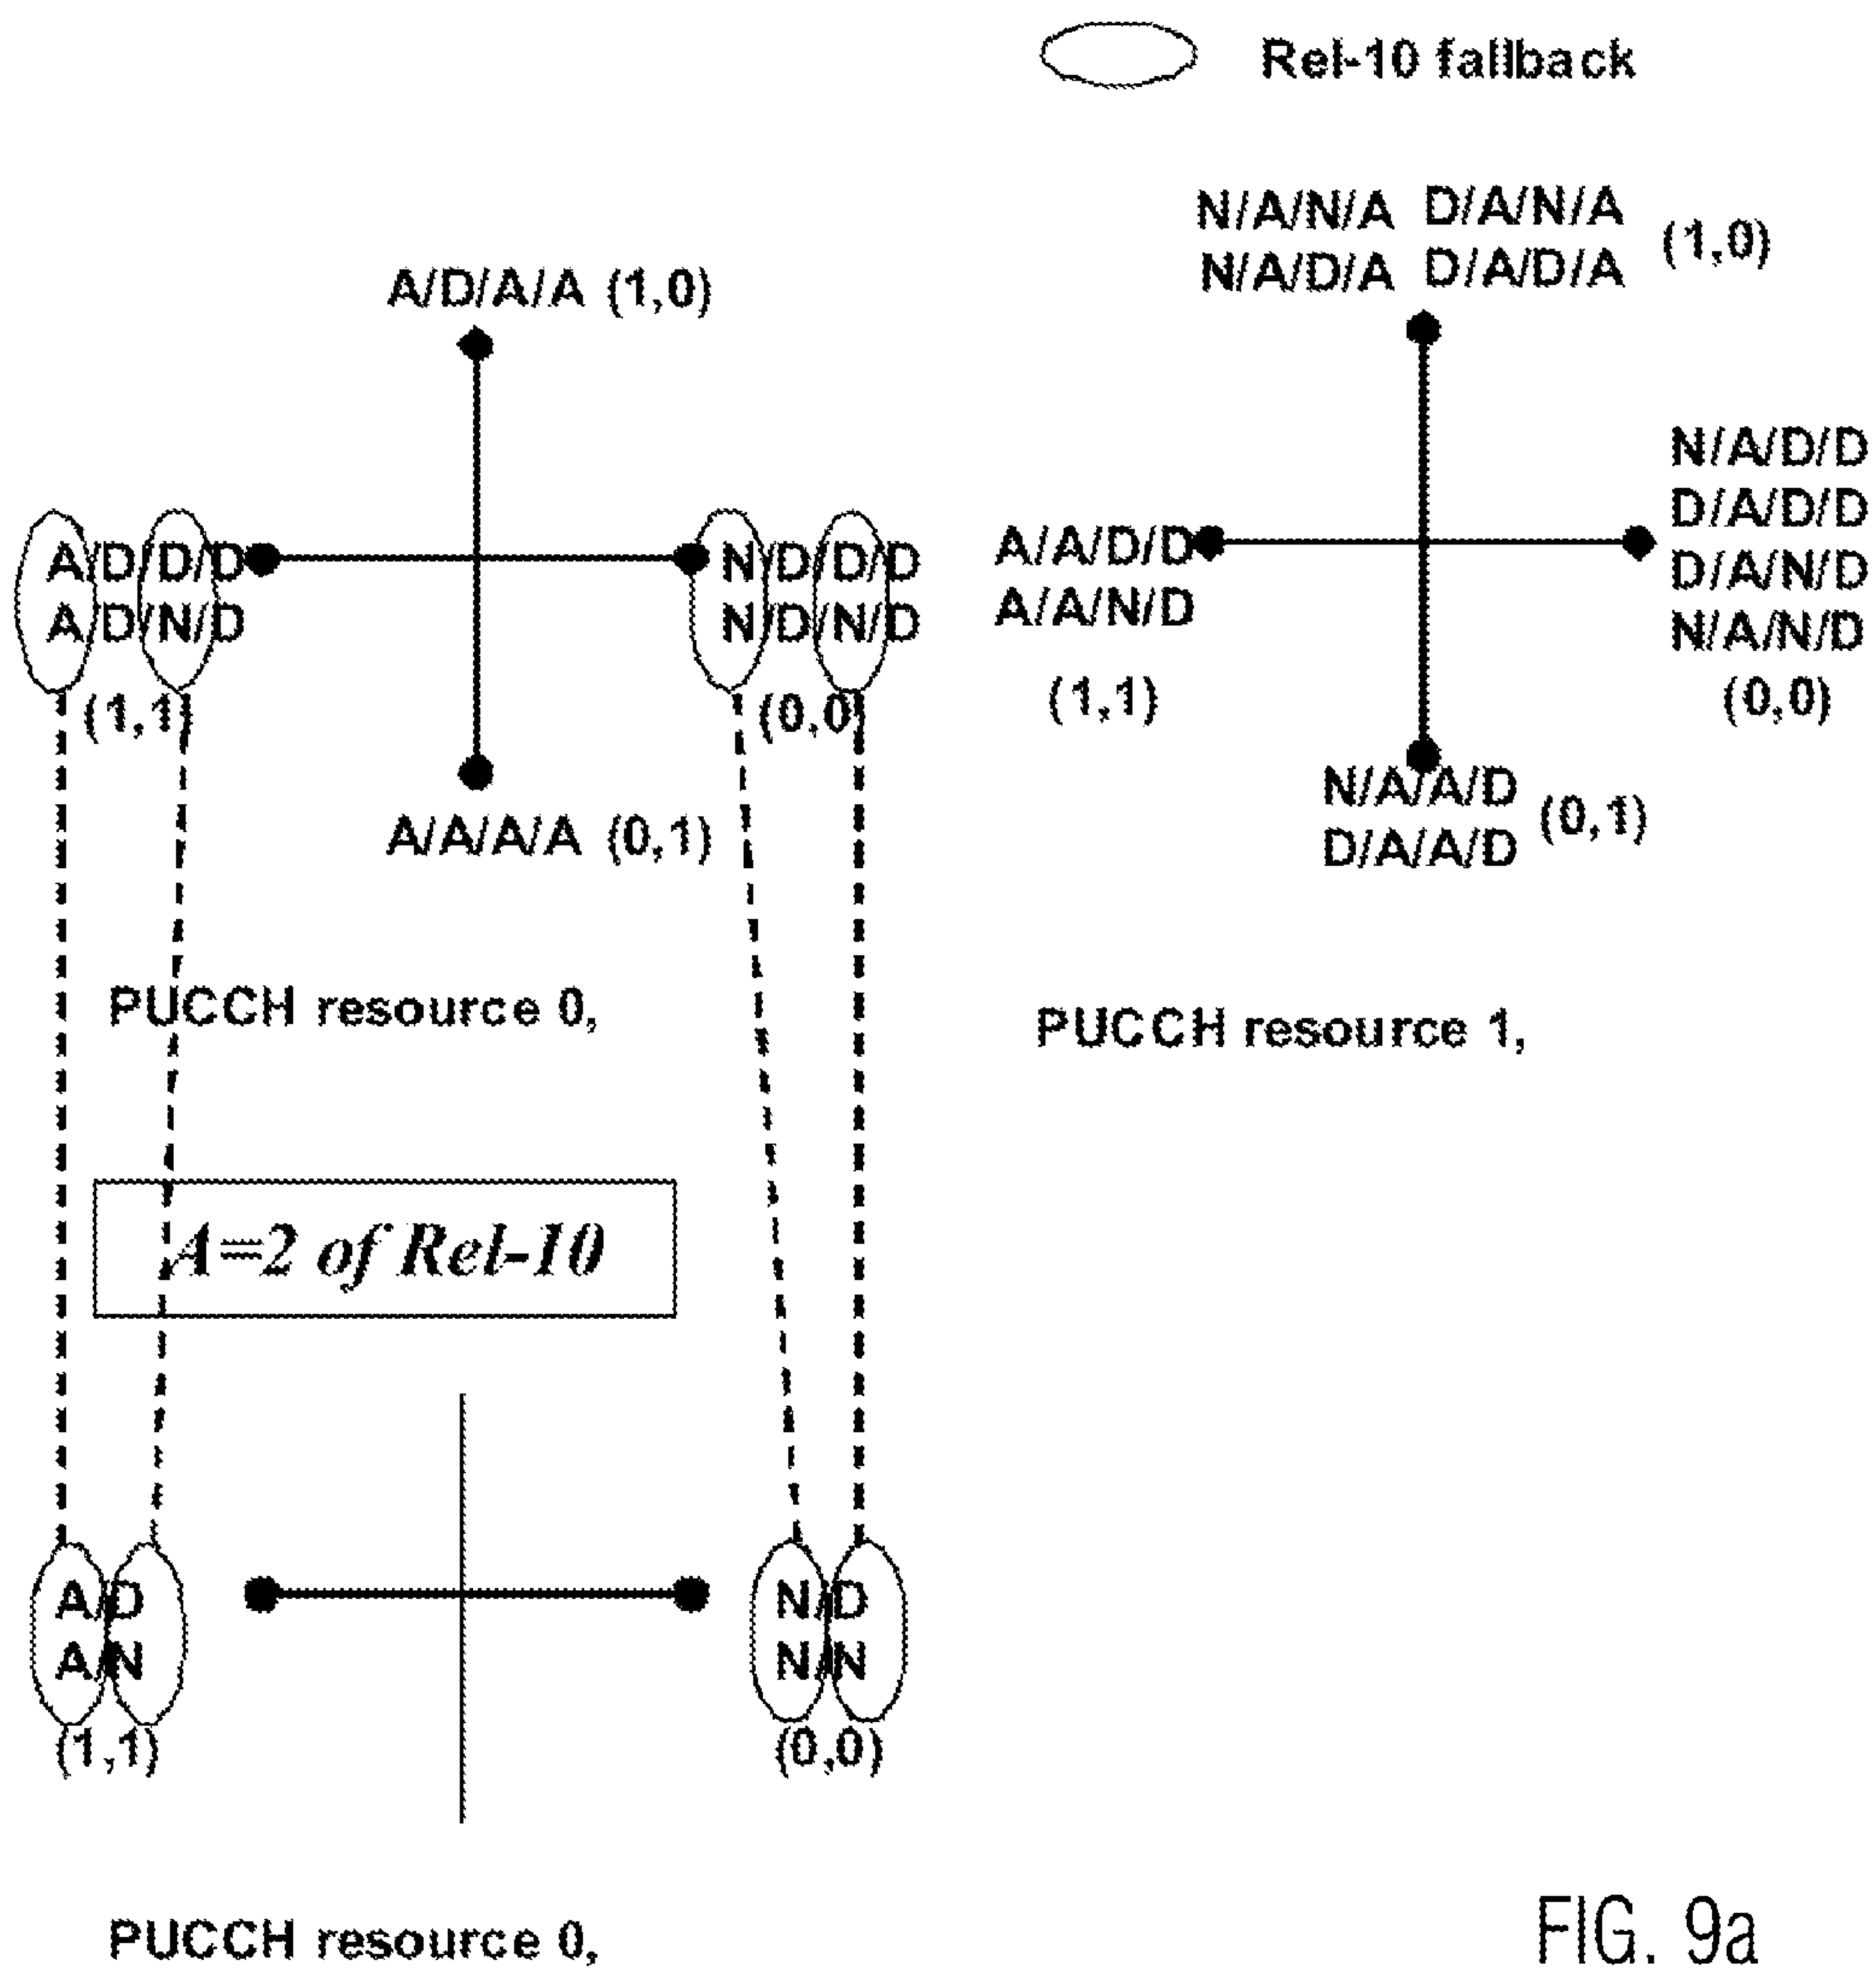 Rel-10 fallback
N/A/N/A D/A/N/A
N/A/D/A D/A/D/A
(1,0)
A/D/A/A (1,0)
A/D/D/D
A/D/N/D
(1,1)
N/D/D/D
N/D/N/D
(0,0)
A/A/A/A (0,1)
A/A/D/D
A/A/N/D
(1,1)
N/A/D/D
D/A/D/D
D/A/N/D
N/A/N/D
(0,0)
N/A/A/D
D/A/A/D
(0,1)
PUCCH resource 0,
PUCCH resource 1,
A=2 of Rel-10
A/D
A/N
(1,1)
N/D
N/N
(0,0)
PUCCH resource 0,
FIG. 9a